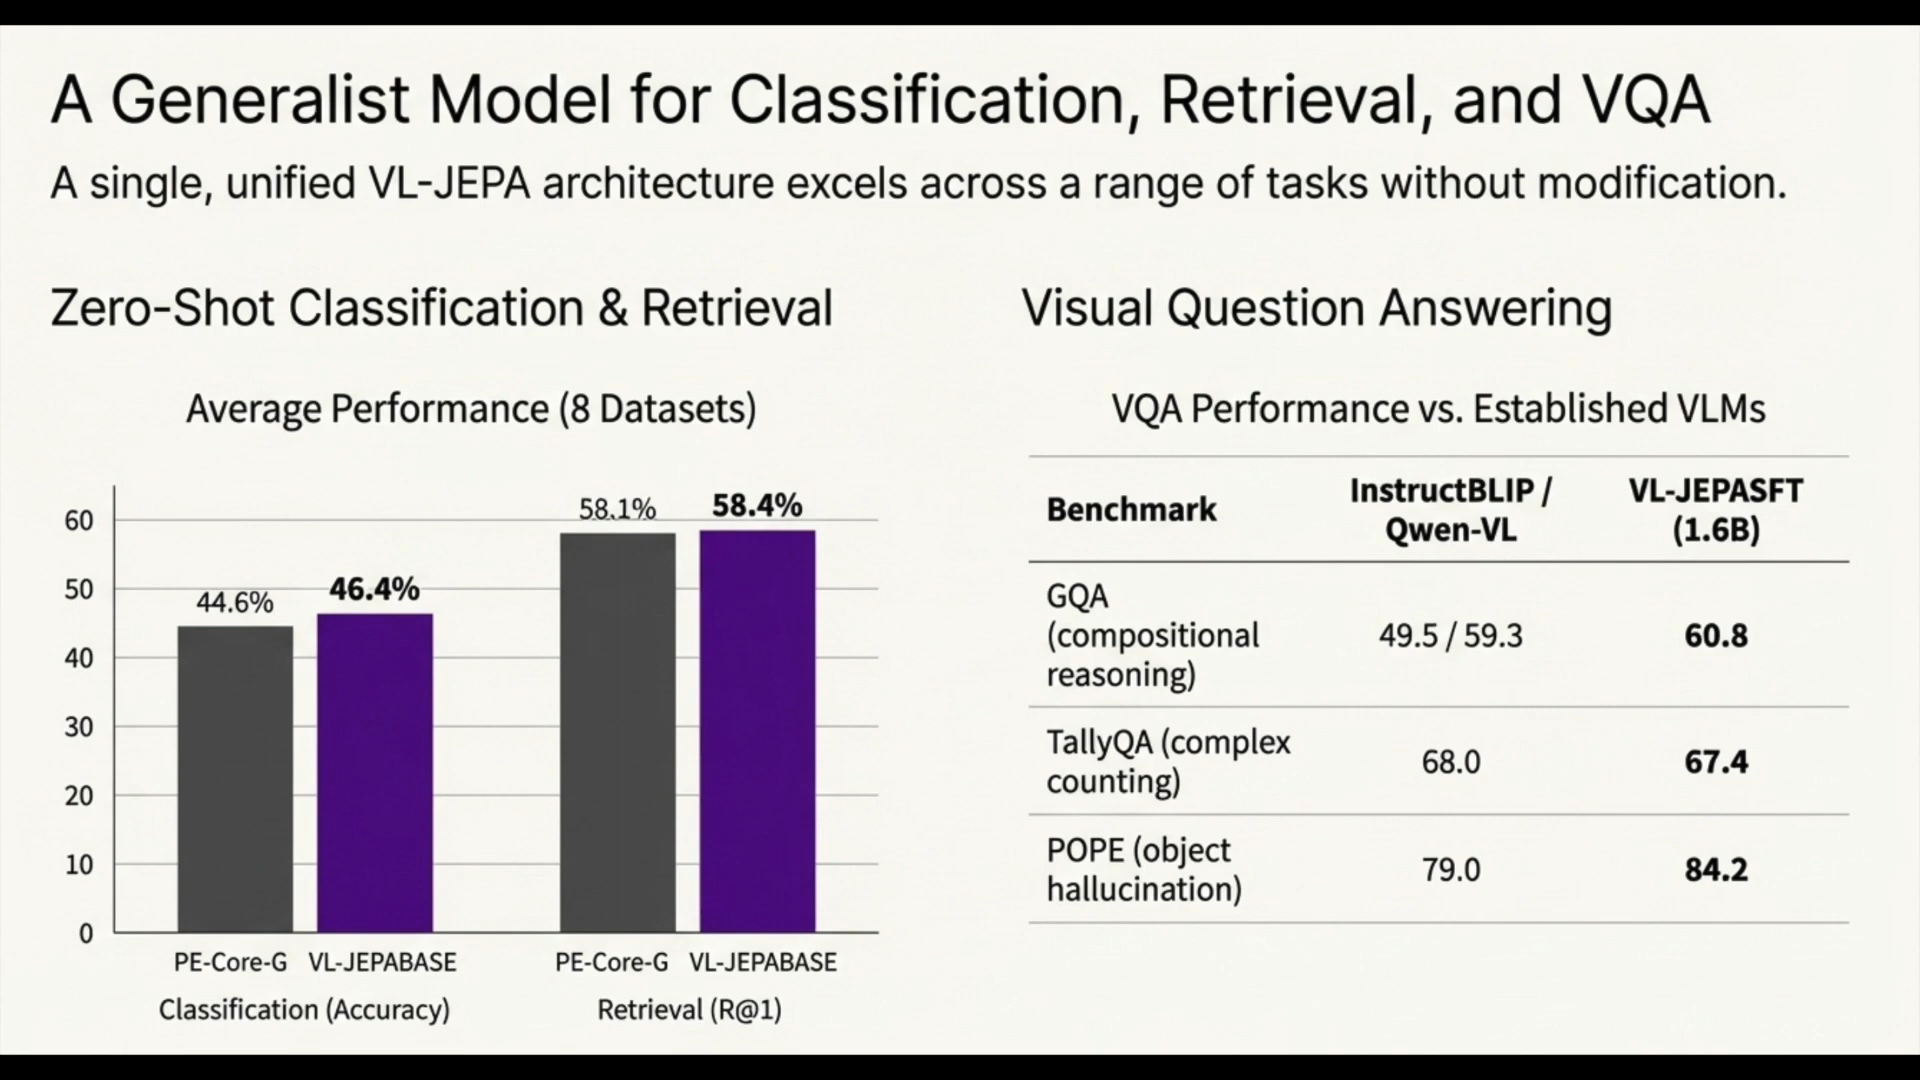 A Generalist Model for Classification, Retrieval, and VQA
A single, unified VL-JEPA architecture excels across a range of tasks without modification.
Zero-Shot Classification & Retrieval
Average Performance (8 Datasets)
60
50
40
30
20
10
0
44.6%
46.4%
58.1%
58.4%
PE-Core-G VL-JEPABASE PE-Core-G VL-JEPABASE
Classification (Accuracy) Retrieval (R@1)
Visual Question Answering
VQA Performance vs. Established VLMs
Benchmark
InstructBLIP /
Qwen-VL
VL-JEPASFT
(1.6B)
GQA
(compositional
reasoning)
49.5 / 59.3
60.8
TallyQA (complex
counting)
68.0
67.4
POPE (object
hallucination)
79.0
84.2